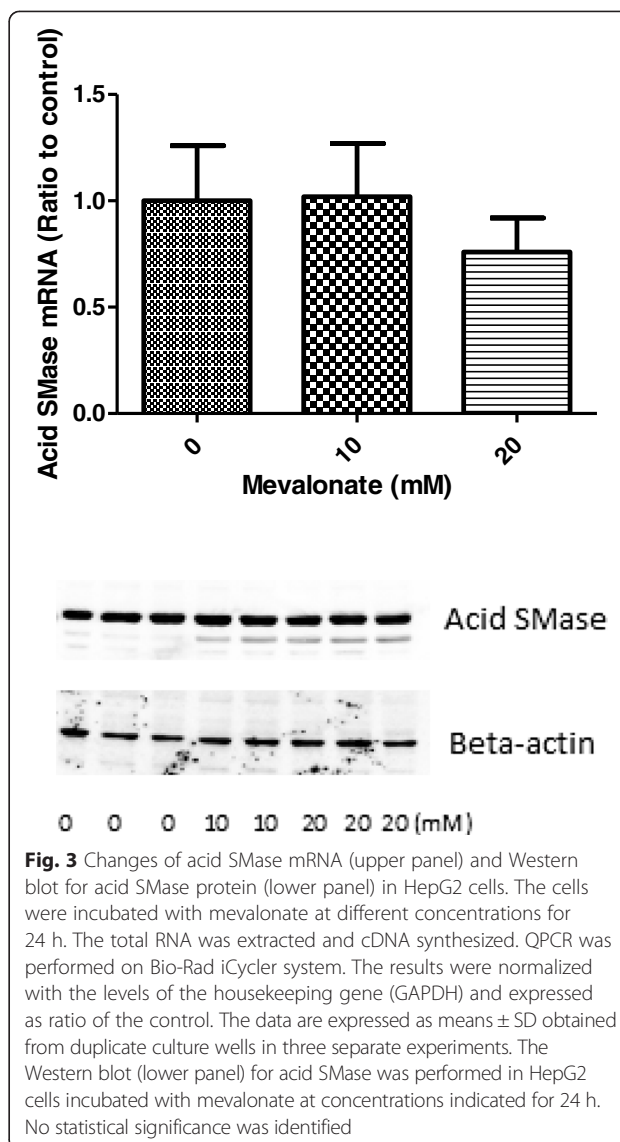 Acid SMase mRNA (Ratio to control)
1.5
1.0
0.5
0.0
0
10
20
Mevalonate (mM)
Acid SMase
Beta-actin
0 0 0 10 10 20 20 20 (mM)
Fig. 3 Changes of acid SMase mRNA (upper panel) and Western
blot for acid SMase protein (lower panel) in HepG2 cells. The cells
were incubated with mevalonate at different concentrations for
24 h. The total RNA was extracted and cDNA synthesized. QPCR was
performed on Bio-Rad iCycler system. The results were normalized
with the levels of the housekeeping gene (GAPDH) and expressed
as ratio of the control. The data are expressed as means ± SD obtained
from duplicate culture wells in three separate experiments. The
Western blot (lower panel) for acid SMase was performed in HepG2
cells incubated with mevalonate at concentrations indicated for 24 h.
No statistical significance was identified